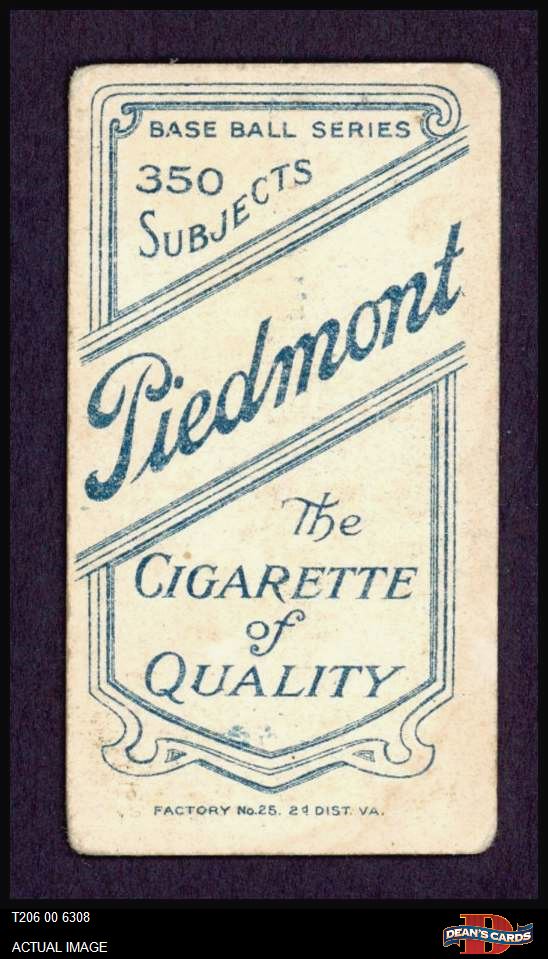 BASE BALL SERIES
350
SUBJECTS
Piedmont
The
CIGARETTE
of
QUALITY
FACTORY No. 25. 2d DIST. VA.
T206 00 6308
ACTUAL IMAGE
DEAN'S CARDS